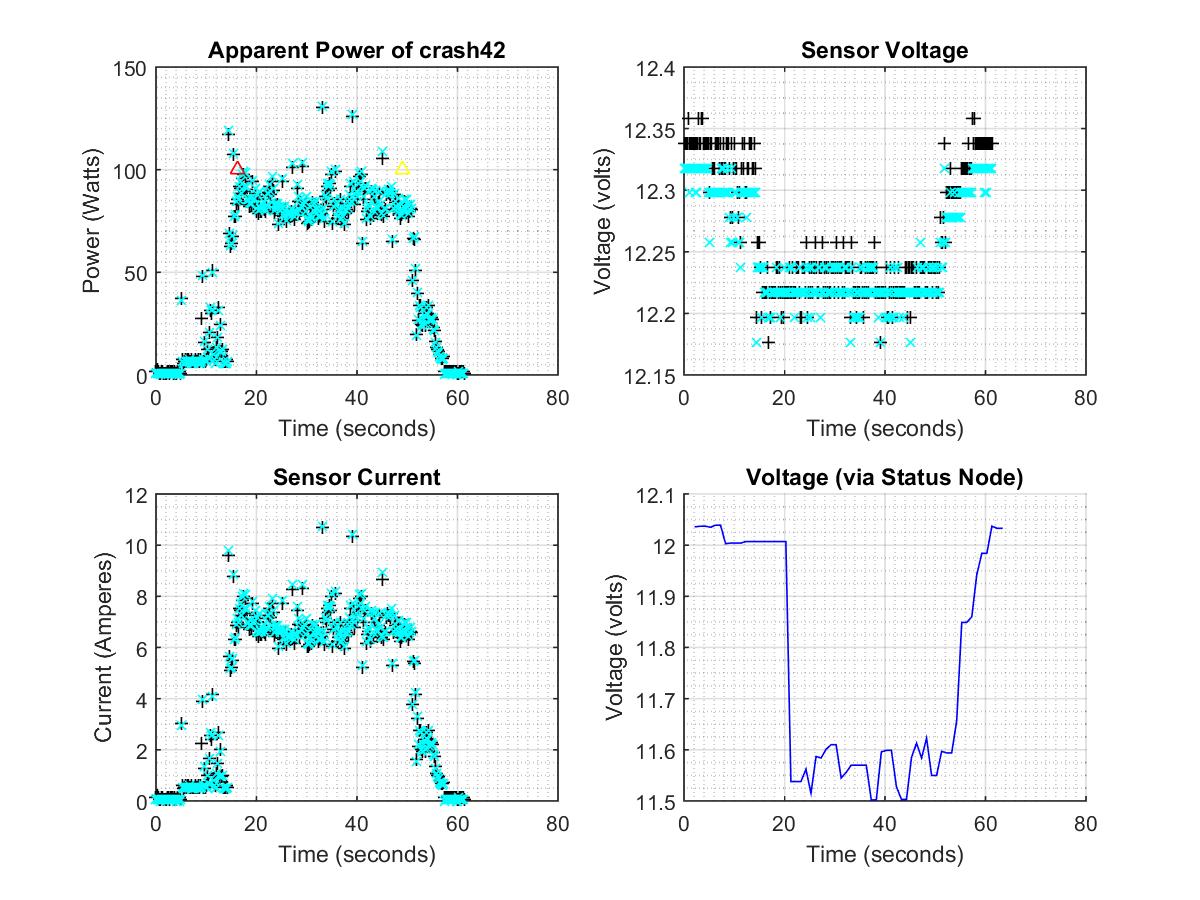 Apparent Power of crash42
150
100
50
0
Power (Watts)
0 20 40 60 80
Time (seconds)
Sensor Voltage
12.4
12.35
12.3
12.25
12.2
12.15
Voltage (volts)
0 20 40 60 80
Time (seconds)
Sensor Current
12
10
8
6
4
2
0
Current (Amperes)
0 20 40 60 80
Time (seconds)
Voltage (via Status Node)
12.1
12
11.9
11.8
11.7
11.6
11.5
Voltage (volts)
0 20 40 60 80
Time (seconds)